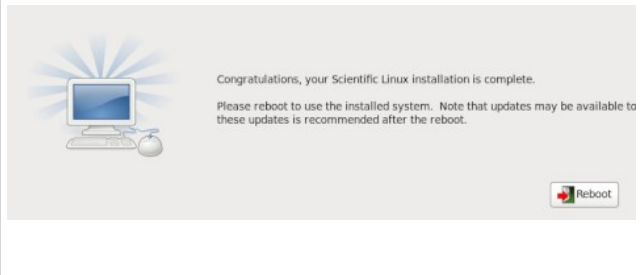 Congratulations, your Scientific Linux installation is complete.
Please reboot to use the installed system.  Note that updates may be available to
these updates is recommended after the reboot.
Reboot